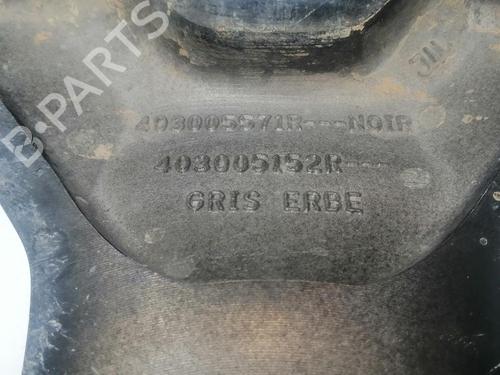 B-PARTS
403005571R---NOIR
403005152R---
GRIS ERBE